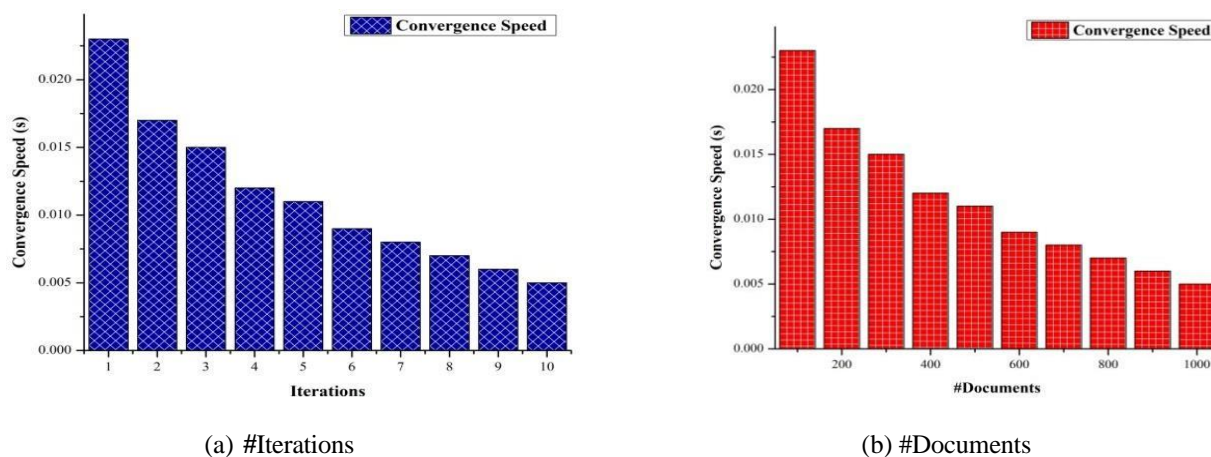 Convergence Speed
0.020
0.015
0.010
0.005
0.000
Convergence Speed (s)
1 2 3 4 5 6 7 8 9 10
Iterations
(a) #Iterations
Convergence Speed
0.020
0.015
0.010
0.005
0.000
Convergence Speed (s)
200 400 600 800 1000
#Documents
(b) #Documents